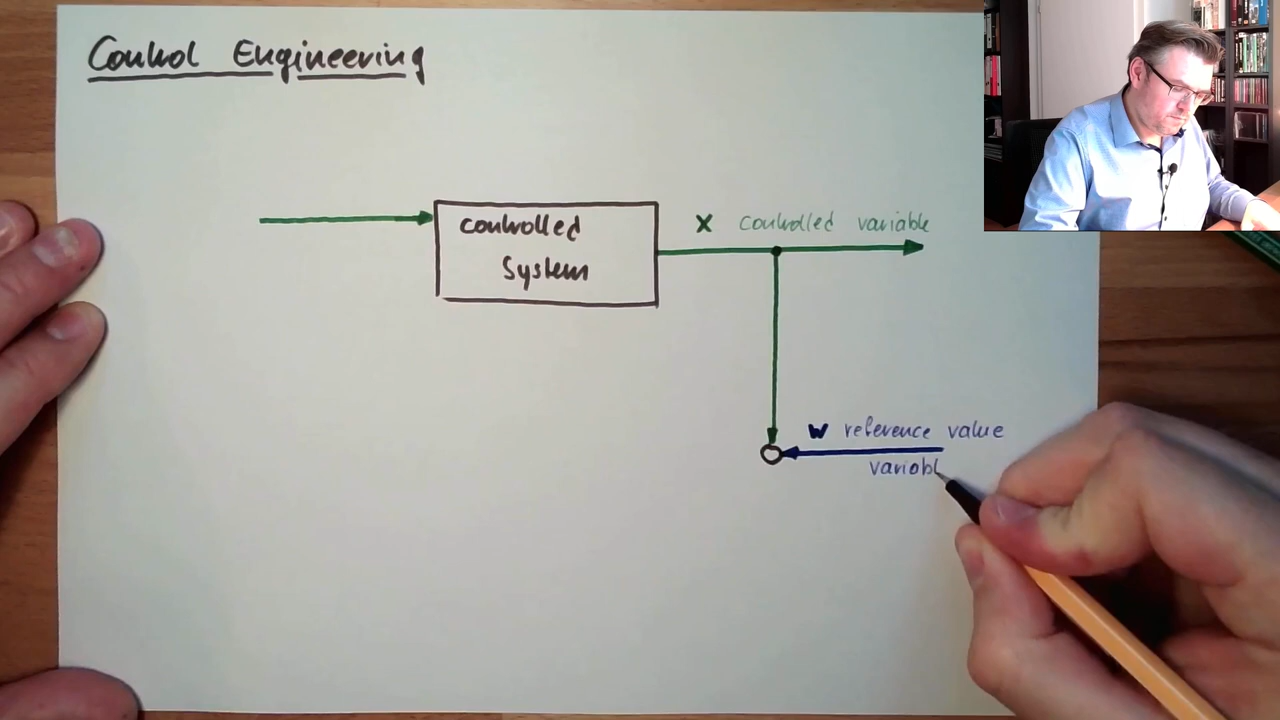 Control Engineering
controlled
System
x controlled variable
w reference value
variabl